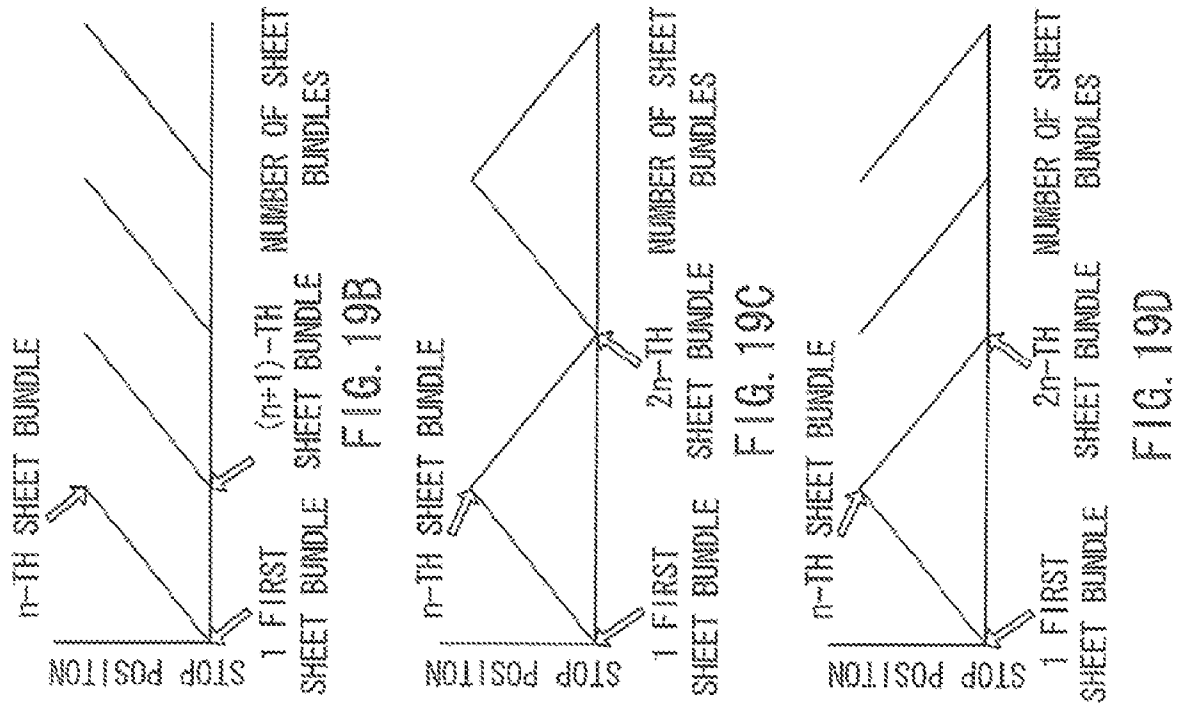 n-TH SHEET BUNDLE
STOP POSITION
1 FIRST
SHEET BUNDLE
(n+1)-TH
SHEET BUNDLE
NUMBER OF SHEET
BUNDLES
FIG. 19B
n-TH SHEET BUNDLE
STOP POSITION
1 FIRST
SHEET BUNDLE
2n-TH
SHEET BUNDLE
NUMBER OF SHEET
BUNDLES
FIG. 19C
n-TH SHEET BUNDLE
STOP POSITION
1 FIRST
SHEET BUNDLE
2n-TH
SHEET BUNDLE
NUMBER OF SHEET
BUNDLES
FIG. 19D